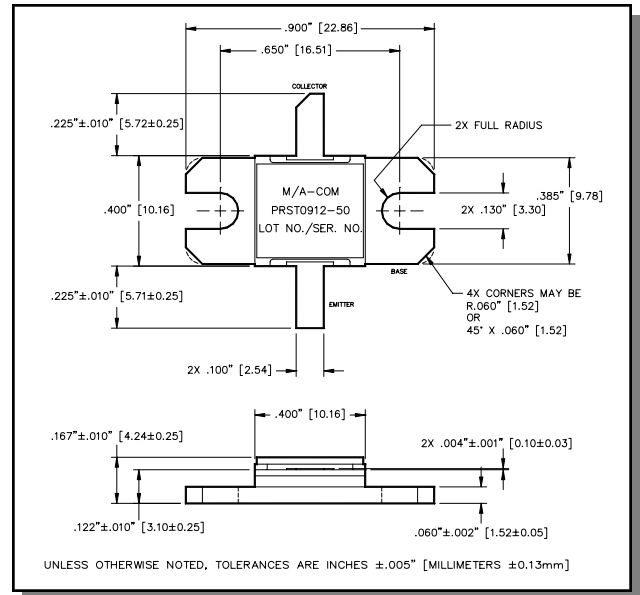 .900" [22.86]
.650" [16.51]
COLLECTOR
.225"±.010" [5.72±0.25]
2X FULL RADIUS
M/A-COM
PRST0912-50
LOT NO./SER. NO.
.400" [10.16]
2X .130" [3.30]
.385" [9.78]
BASE
.225"±.010" [5.71±0.25]
EMITTER
4X CORNERS MAY BE
R.060" [1.52]
OR
45° X .060" [1.52]
2X .100" [2.54]
.400" [10.16]
.167"±.010" [4.24±0.25]
2X .004"±.001" [0.10±0.03]
.122"±.010" [3.10±0.25]
.060"±.002" [1.52±0.05]
UNLESS OTHERWISE NOTED, TOLERANCES ARE INCHES ±.005" [MILLIMETERS ±0.13mm]